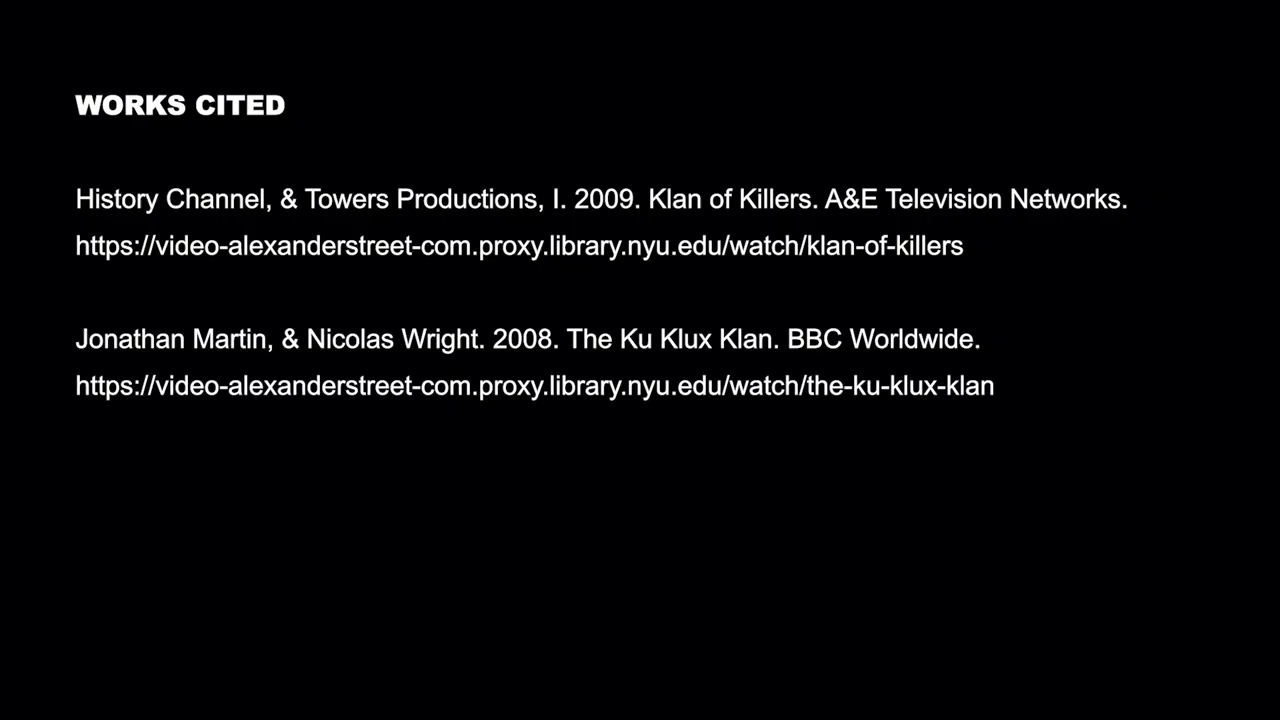 WORKS CITED
History Channel, & Towers Productions, I. 2009. Klan of Killers. A&E Television Networks.
https://video-alexanderstreet-com.proxy.library.nyu.edu/watch/klan-of-killers
Jonathan Martin, & Nicolas Wright. 2008. The Ku Klux Klan. BBC Worldwide.
https://video-alexanderstreet-com.proxy.library.nyu.edu/watch/the-ku-klux-klan